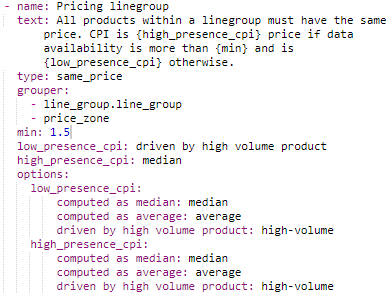 - name: Pricing linegroup
text: All products within a linegroup must have the same
price. CPI is {high_presence_cpi} price if data
availability is more than {min} and is
{low_presence_cpi} otherwise.
type: same_price
grouper:
- line_group.line_group
- price_zone
min: 1.5
low_presence_cpi: driven by high volume product
high_presence_cpi: median
options:
low_presence_cpi:
computed as median: median
computed as average: average
driven by high volume product: high-volume
high_presence_cpi:
computed as median: median
computed as average: average
driven by high volume product: high-volume